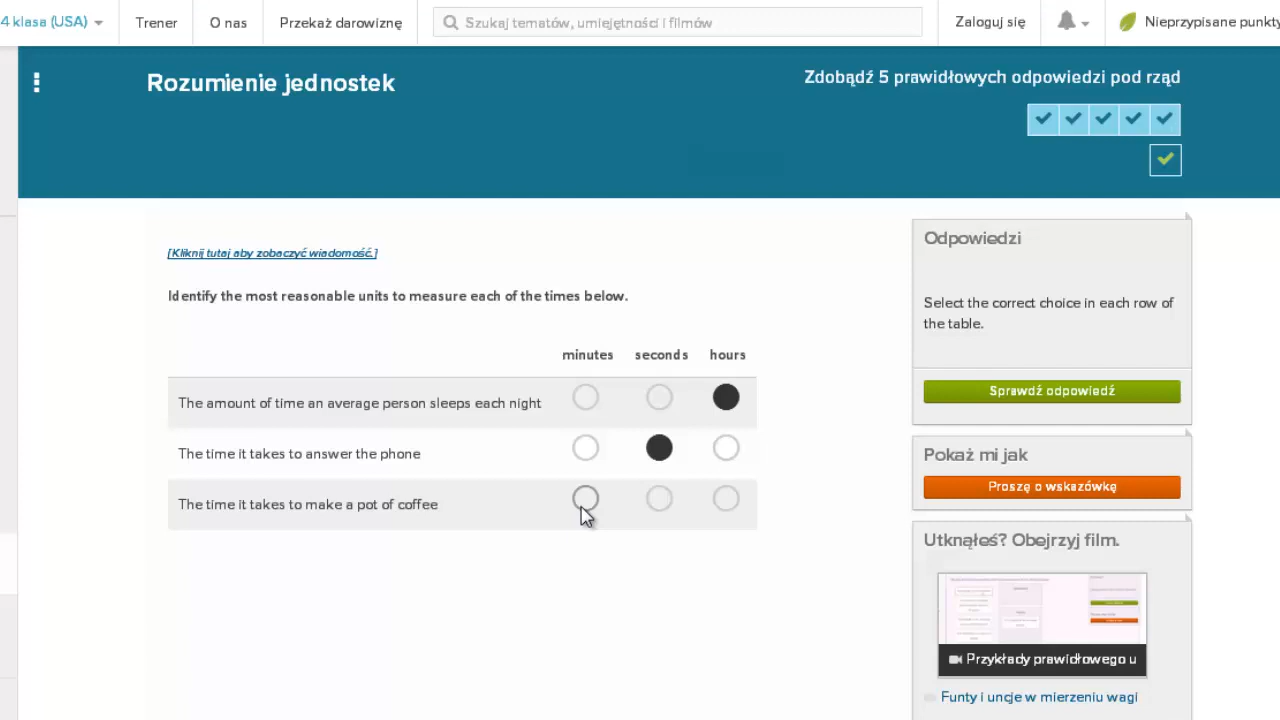 4 klasa (USA)
Trener
O nas
Przekaż darowiznę
Szukaj tematów, umiejętności i filmów
Zaloguj się
Nieprzypisane punkty
Rozumienie jednostek
Zdobądź 5 prawidłowych odpowiedzi pod rząd
[Kliknij tutaj aby zobaczyć wiadomość.]
Identify the most reasonable units to measure each of the times below.
minutes seconds hours
The amount of time an average person sleeps each night
The time it takes to answer the phone
The time it takes to make a pot of coffee
Odpowiedzi
Select the correct choice in each row of
the table.
Sprawdź odpowiedź
Pokaż mi jak
Proszę o wskazówkę
Utknąłeś? Obejrzyj film.
Przykłady prawidłowego u
Funty i uncje w mierzeniu wagi